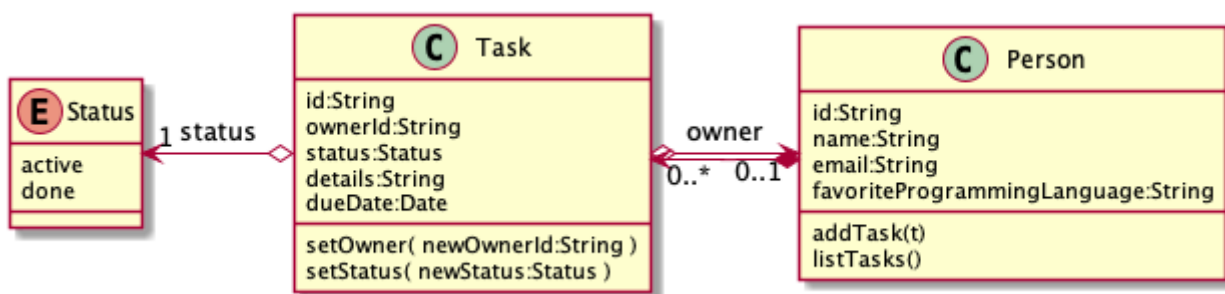 E Status
active
done
1 status
C Task
id:String
ownerId:String
status:Status
details:String
dueDate:Date
setOwner( newOwnerId:String )
setStatus( newStatus:Status )
owner
0..* 0..1
C Person
id:String
name:String
email:String
favoriteProgrammingLanguage:String
addTask(t)
listTasks()